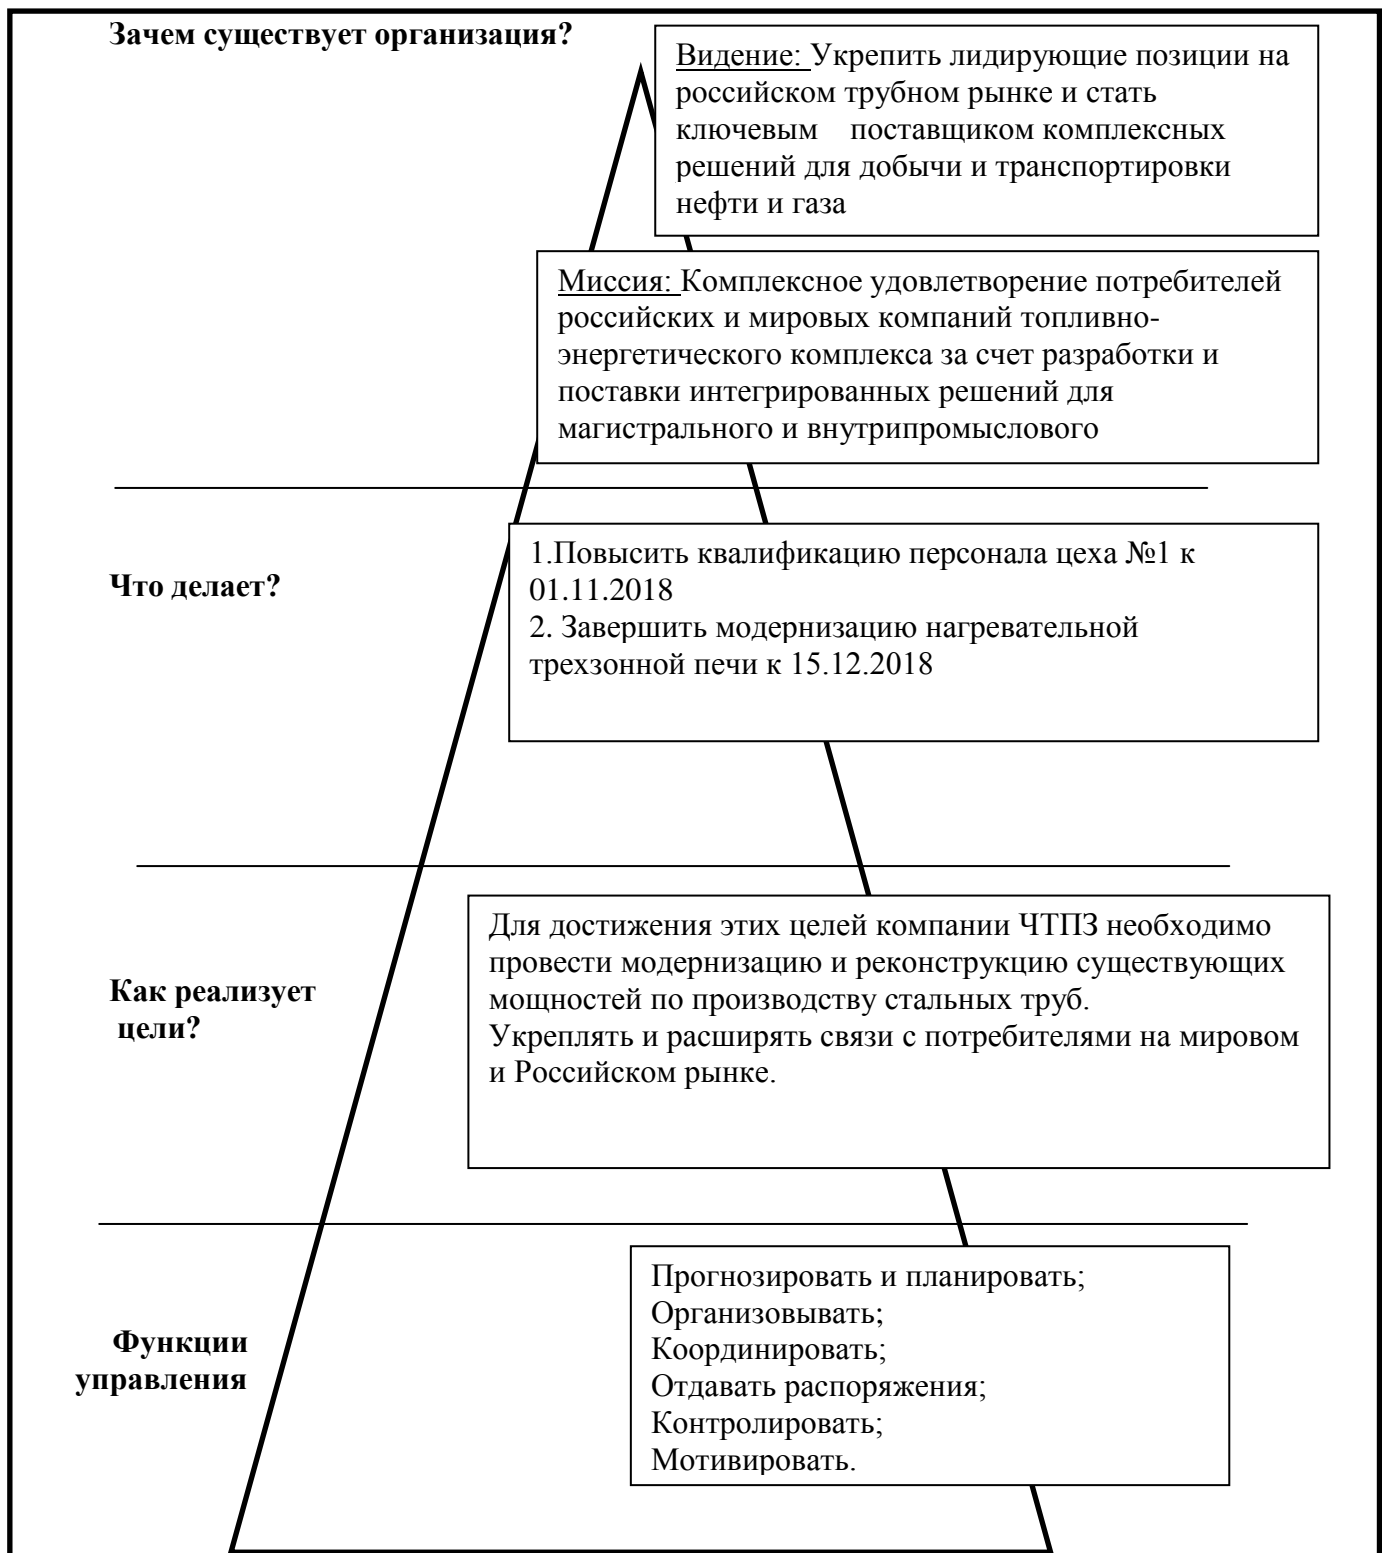 Зачем существует организация?
Видение: Укрепить лидирующие позиции на
российском трубном рынке и стать
ключевым поставщиком комплексных
решений для добычи и транспортировки
нефти и газа
Миссия: Комплексное удовлетворение потребителей
российских и мировых компаний топливно-
энергетического комплекса за счет разработки и
поставки интегрированных решений для
магистрального и внутрипромыслового
Что делает?
1.Повысить квалификацию персонала цеха №1 к
01.11.2018
2. Завершить модернизацию нагревательной
трехзонной печи к 15.12.2018
Как реализует
цели?
Для достижения этих целей компании ЧТПЗ необходимо
провести модернизацию и реконструкцию существующих
мощностей по производству стальных труб.
Укреплять и расширять связи с потребителями на мировом
и Российском рынке.
Функции
управления
Прогнозировать и планировать;
Организовывать;
Координировать;
Отдавать распоряжения;
Контролировать;
Мотивировать.